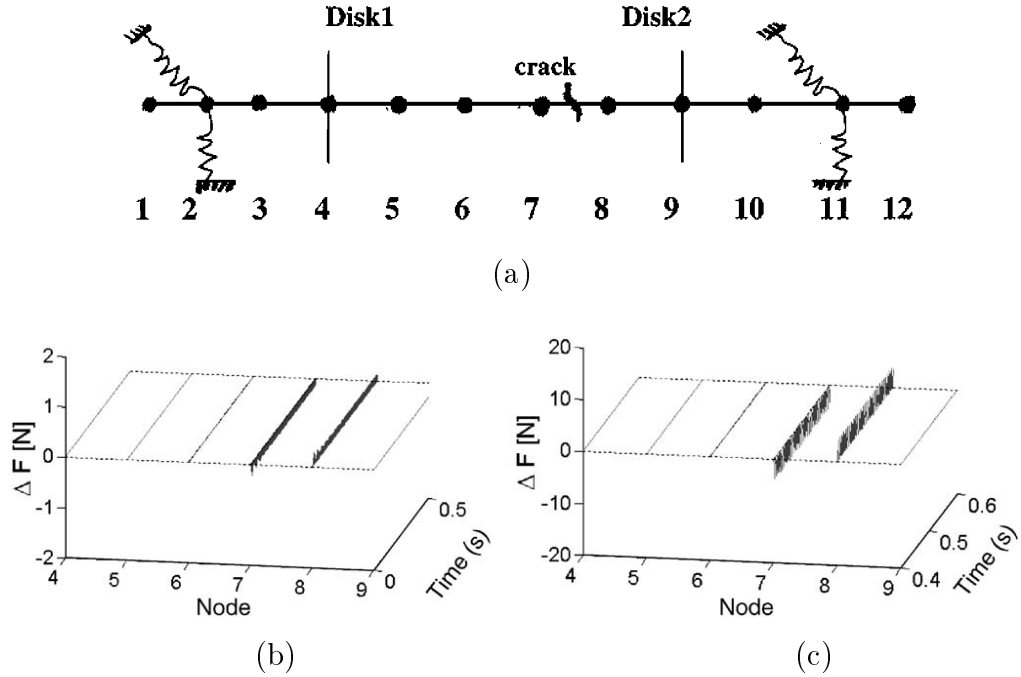 Disk1 Disk2
crack
1 2 3 4 5 6 7 8 9 10 11 12
(a)
2
1
0
-1
-2
Δ F [N]
4 5 6 7 8 9
Node
0 0.5
Time (s)
(b)
20
10
0
-10
-20
Δ F [N]
4 5 6 7 8 9
Node
0.4 0.5 0.6
Time (s)
(c)